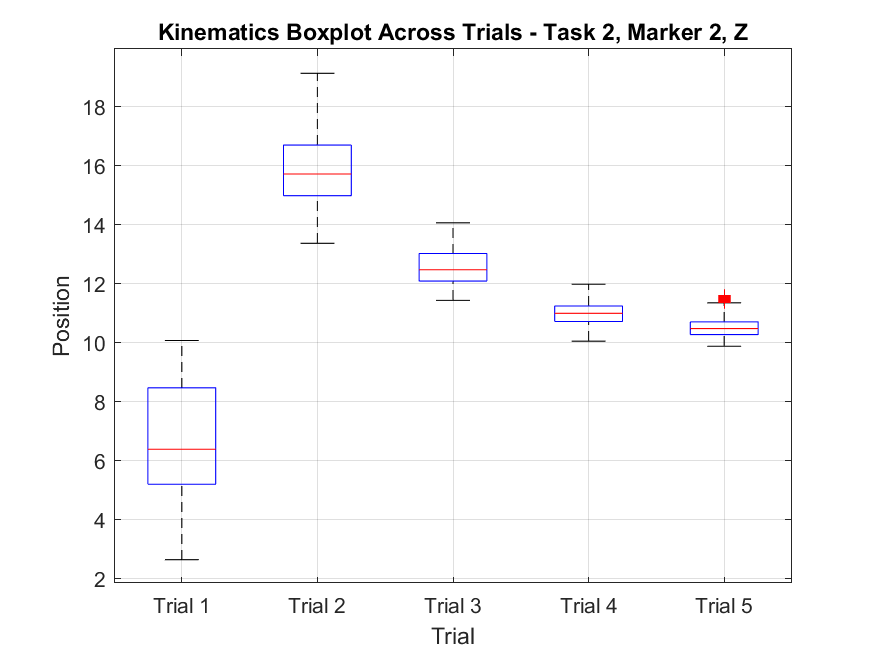 Kinematics Boxplot Across Trials - Task 2, Marker 2, Z
Position
18
16
14
12
10
8
6
4
2
Trial 1 Trial 2 Trial 3 Trial 4 Trial 5
Trial